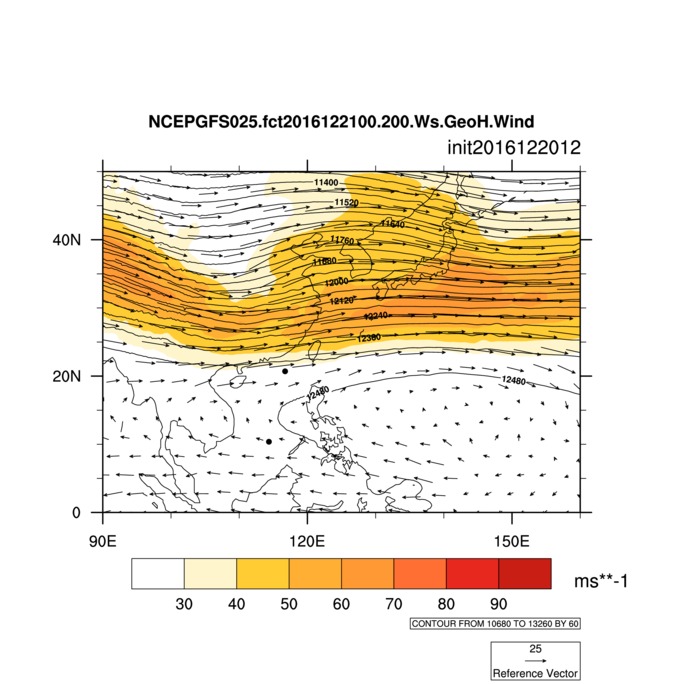 NCEPGFS025.fct2016122100.200.Ws.GeoH.Wind
init2016122012
11400
11520
11640
11760
11880
40N
12000
12120
12240
12360
20N
12480
12480
0
90E 120E 150E
30 40 50 60 70 80 90
ms**-1
CONTOUR FROM 10680 TO 13260 BY 60
25
Reference Vector